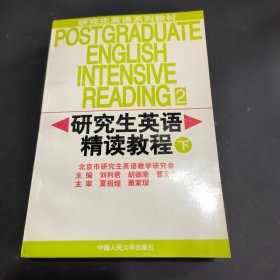 研究生英语系列教材
POSTGRADUATE
ENGLISH
INTENSIVE
READING 2
研究生英语
精读教程 下
北京市研究生英语教学研究会
主编 刘利君 胡德康 曹元
主审 夏祖煃 萧家琛
中国人民大学出版社